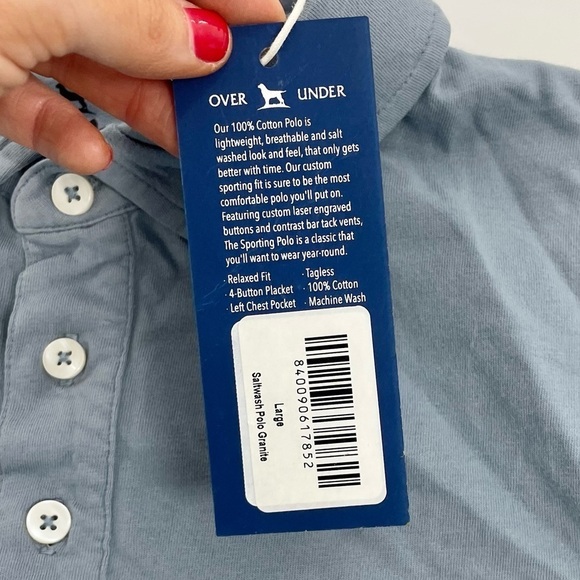 OVER UNDER
Our 100% Cotton Polo is
lightweight, breathable and salt
washed look and feel, that only gets
better with time. Our custom
sporting fit is sure to be the most
comfortable polo you'll put on.
Featuring custom laser engraved
buttons and contrast bar tack vents,
The Sporting Polo is a classic that
you'll want to wear year-round.
· Relaxed Fit · Tagless
· 4-Button Placket · 100% Cotton
· Left Chest Pocket · Machine Wash
840090617852
Large
Saltwash Polo Granite